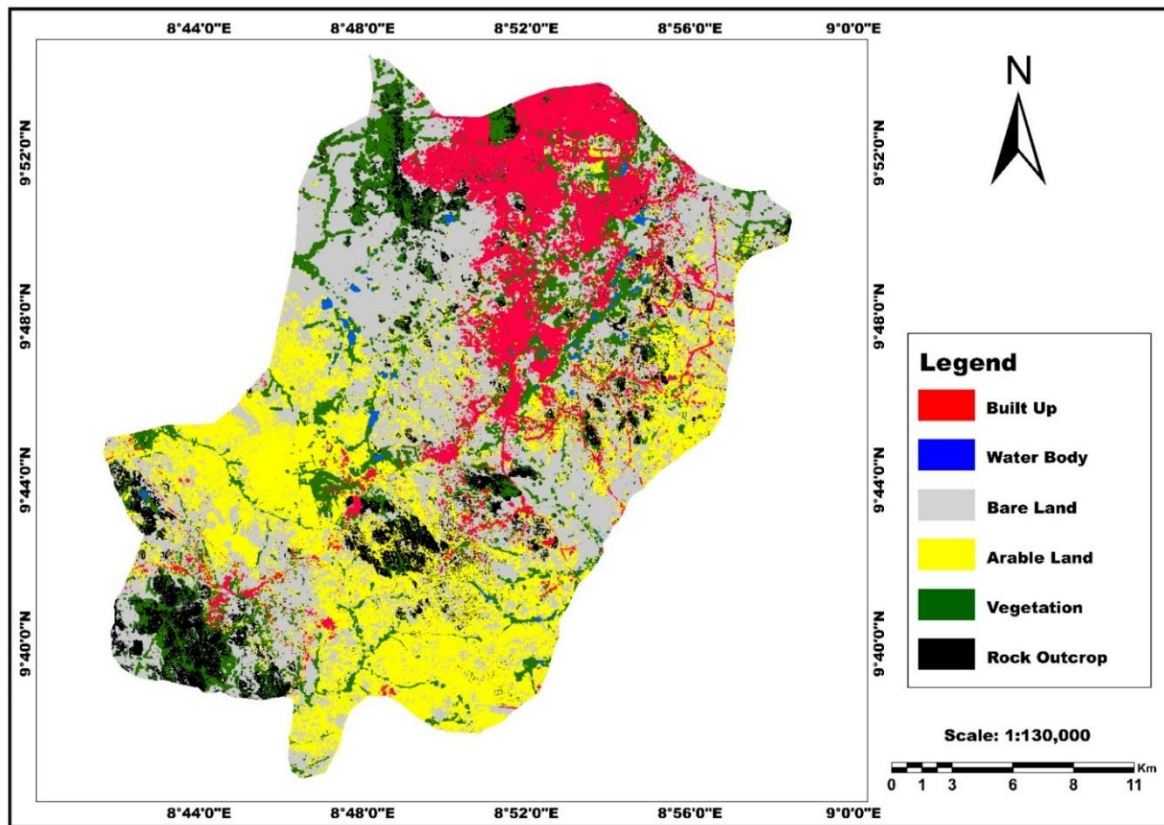 8°44'0"E 8°48'0"E 8°52'0"E 8°56'0"E 9°0'0"E
N
9°52'0"N 9°52'0"N
9°48'0"N 9°48'0"N
Legend
Built Up
Water Body
9°44'0"N 9°44'0"N
Bare Land
Arable Land
Vegetation
9°40'0"N 9°40'0"N
Rock Outcrop
Scale: 1:130,000
Km
0 1 3 6 8 11
8°44'0"E 8°48'0"E 8°52'0"E 8°56'0"E 9°0'0"E